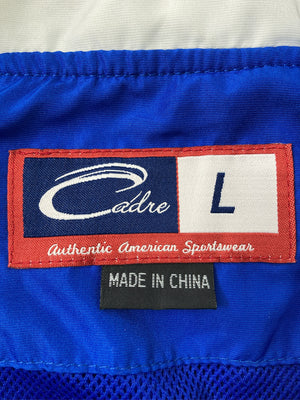 Cadre L
Authentic American Sportswear
MADE IN CHINA